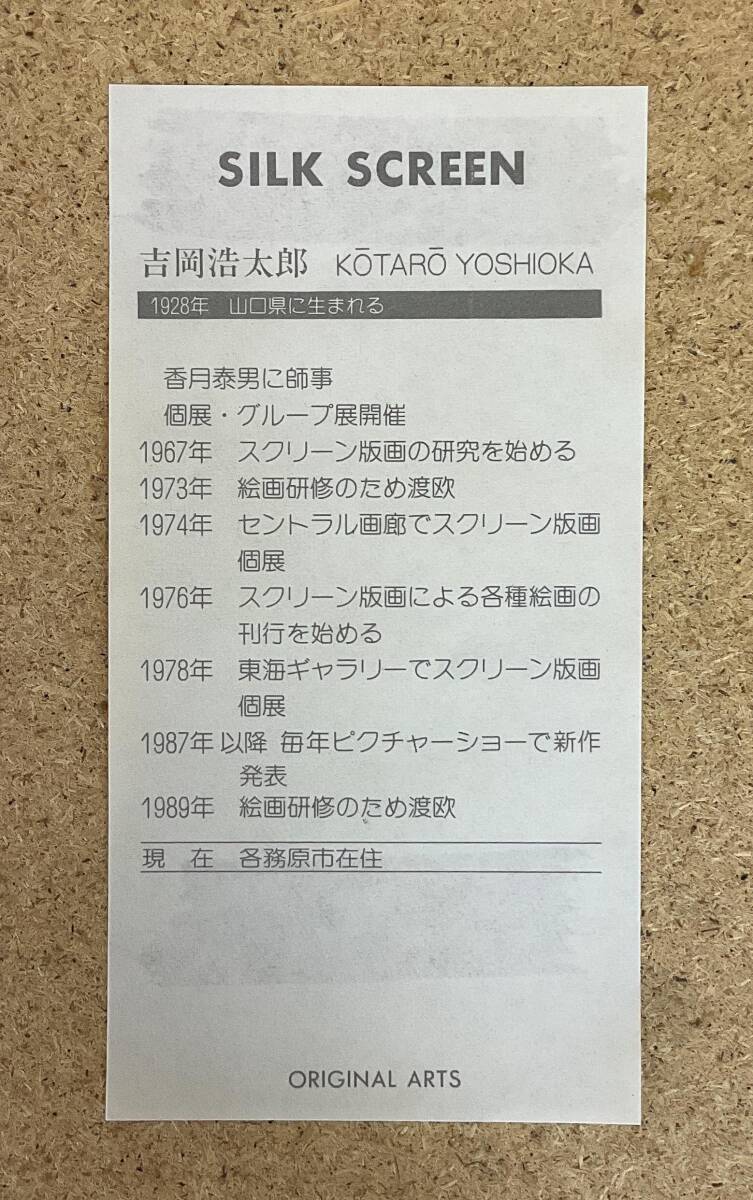 SILK SCREEN
吉岡浩太郎 KŌTARŌ YOSHIOKA
1928年 山口県に生まれる
香月泰男に師事
個展・グループ展開催
1967年 スクリーン版画の研究を始める
1973年 絵画研修のため渡欧
1974年 セントラル画廊でスクリーン版画
個展
1976年 スクリーン版画による各種絵画の
刊行を始める
1978年 東海ギャラリーでスクリーン版画
個展
1987年以降 毎年ピクチャーショーで新作
発表
1989年 絵画研修のため渡欧
現 在 各務原市在住
ORIGINAL ARTS